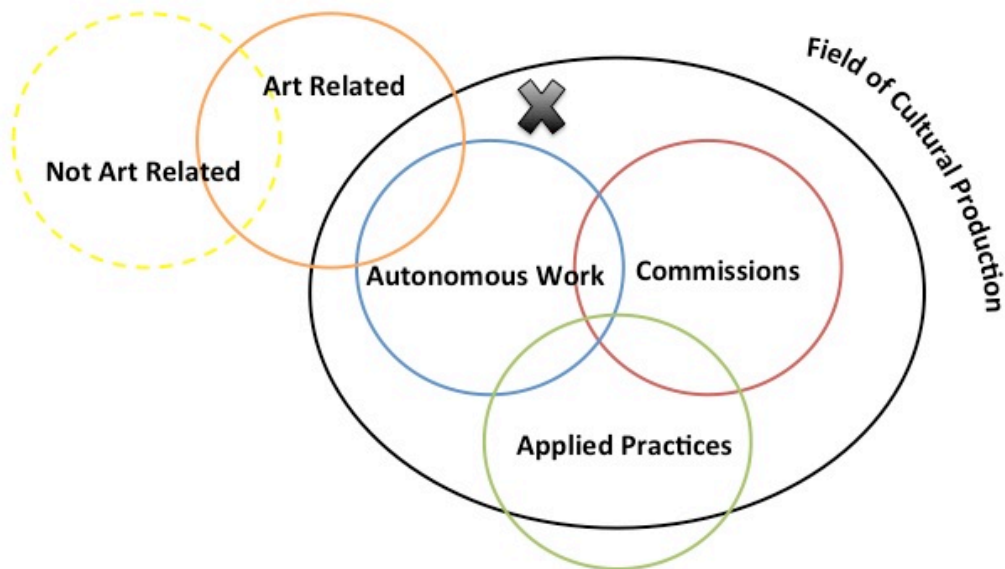 Field of Cultural Production
Art Related
Not Art Related
Autonomous Work
Commissions
Applied Practices